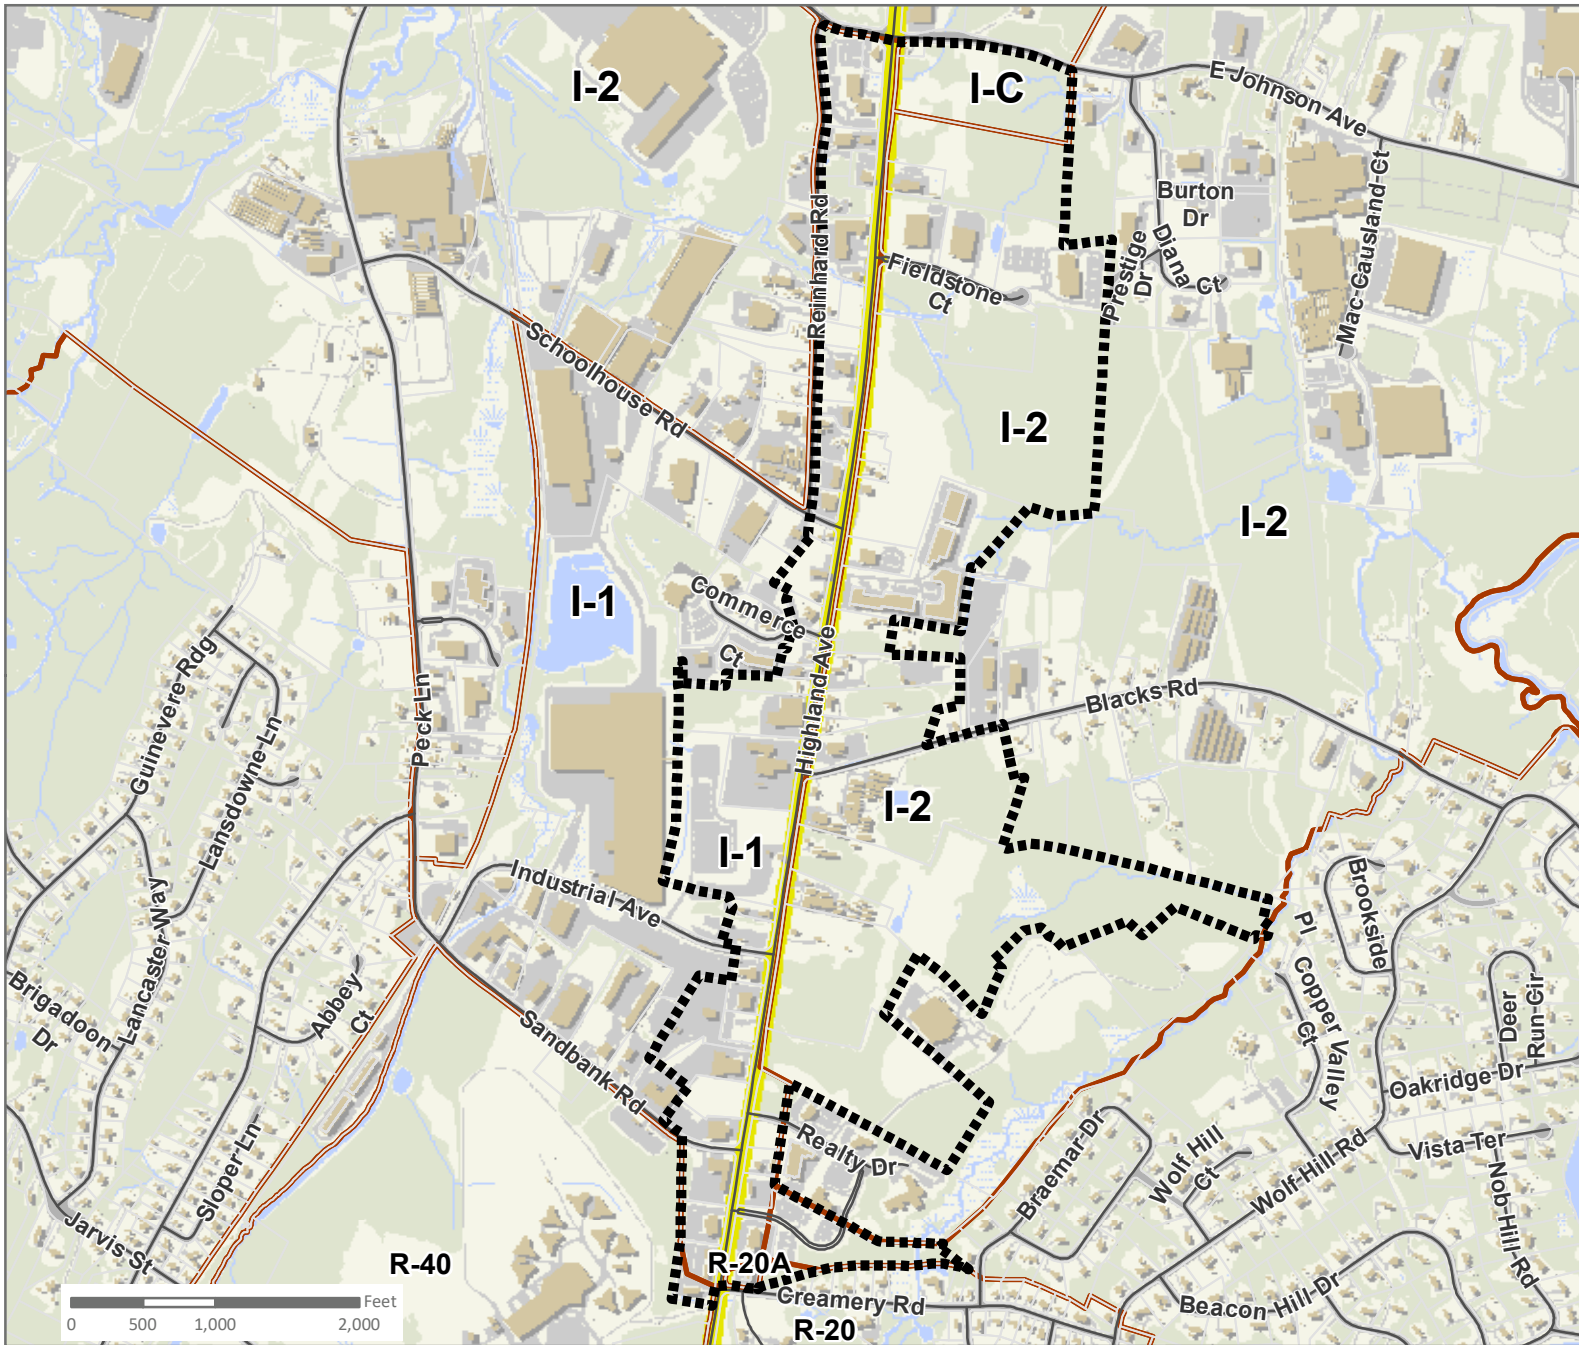 I-2
I-C
E Johnson Ave
Burton
Dr
Mac Causland Ct
Reinhard Rd
Prestige
Dr
Diana Ct
Fieldstone
Ct
Schoolhouse Rd
I-2
I-2
Commerce
Ct
I-1
Highland Ave
Blacks Rd
Guinevere Rdg
Peck Ln
Lansdowne Ln
I-2
I-1
Industrial Ave
Lancaster Way
Brookside
Pl
Copper Valley
Ct
Brigadoon
Dr
Abbey
Ct
Sandbank Rd
Deer
Run Cir
Oakridge Dr
Realty Dr
Braemar Dr
Wolf Hill
Ct
Wolf Hill Rd
Vista Ter
Nob Hill Rd
Sloper Ln
Jarvis St
R-40
R-20A
Creamery Rd
Beacon Hill Dr
R-20
Feet
0 500 1,000 2,000